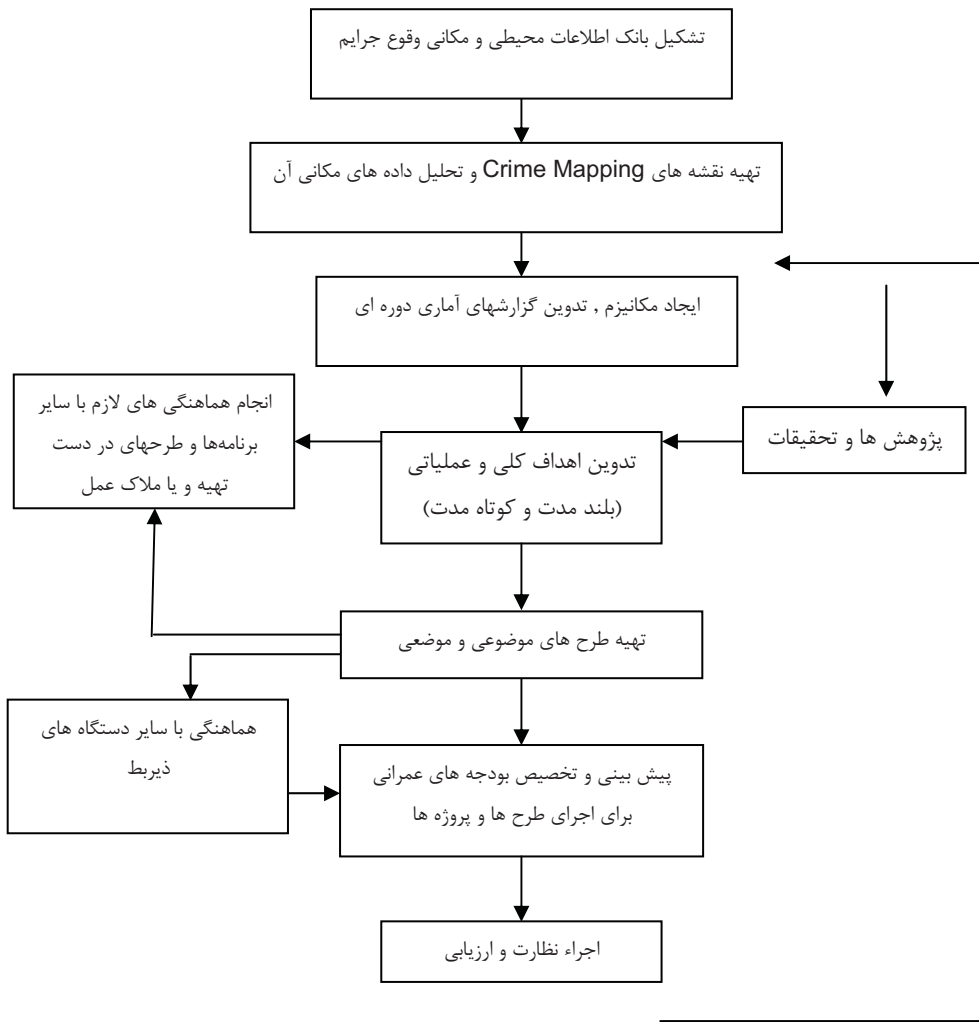 تشکیل بانک اطلاعات محیطی و مکانی وقوع جرایم
تهیه نقشه های Crime Mapping و تحلیل داده های مکانی آن
ایجاد مکانیزم , تدوین گزارشهای آماری دوره ای
پژوهش ها و تحقیقات
تدوین اهداف کلی و عملیاتی
(بلند مدت و کوتاه مدت)
انجام هماهنگی های لازم با سایر
برنامه‌ها و طرحهای در دست
تهیه و یا ملاک عمل
تهیه طرح های موضوعی و موضعی
هماهنگی با سایر دستگاه های
ذیربط
پیش بینی و تخصیص بودجه های عمرانی
برای اجرای طرح ها و پروژه ها
اجراء نظارت و ارزیابی